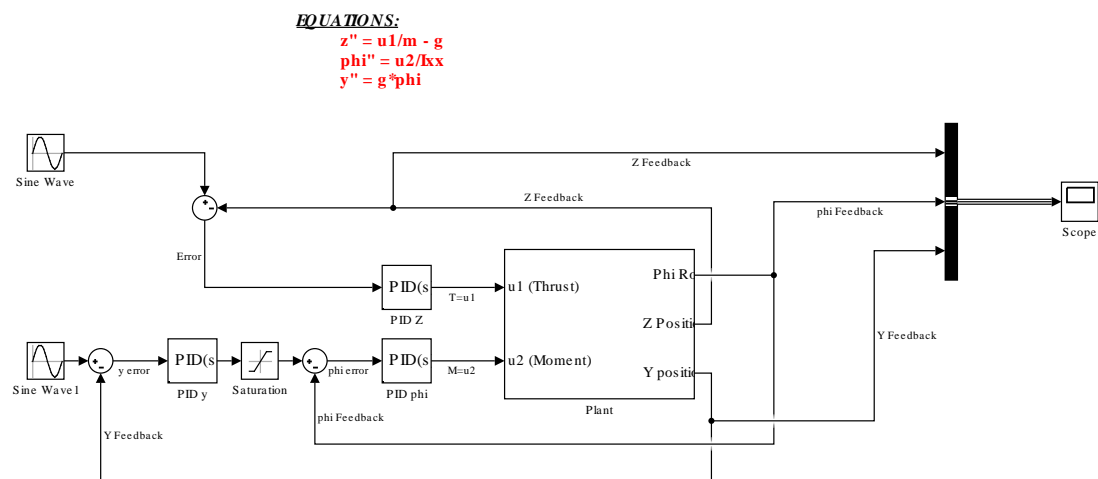 EQUATIONS:
z" = u1/m - g
phi" = u2/Ixx
y" = g*phi
Z Feedback
Sine Wave
Z Feedback
phi Feedback
Scope
Error
Phi Ro
PID(s
u1 (Thrust)
T=u1
PID Z
Z Positi
Y Feedback
Sine Wave1
y error
PID(s
PID y
Saturation
phi error
PID(s
PID phi
M=u2
u2 (Moment)
Y positio
Plant
phi Feedback
Y Feedback